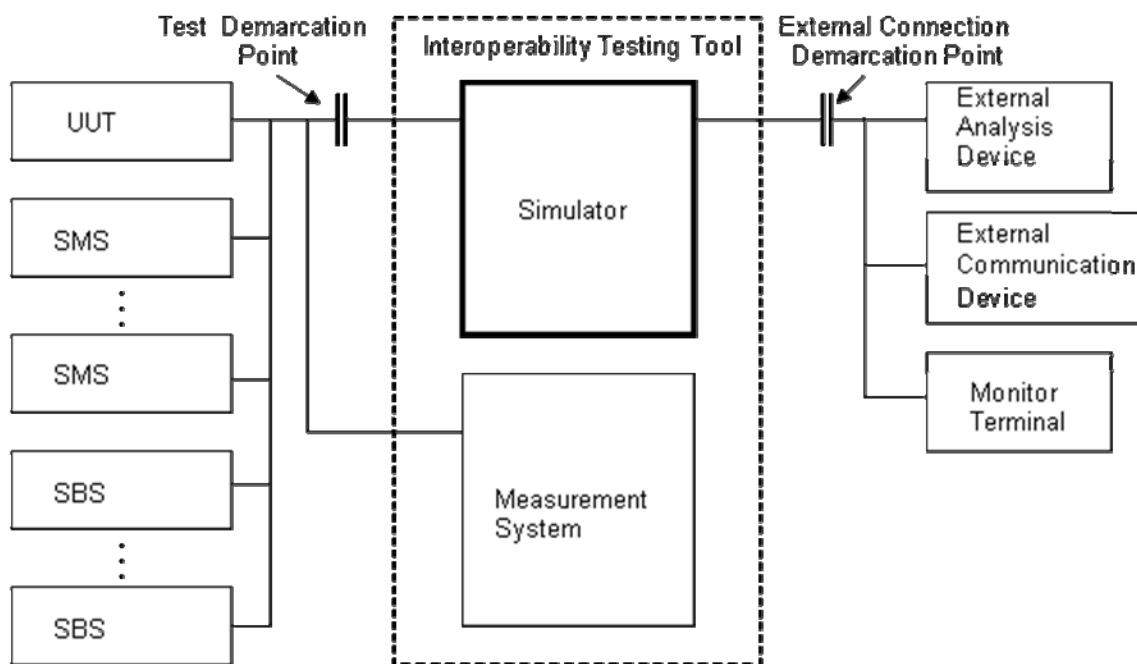 Test Demarcation
Point
Interoperability Testing Tool
External Connection
Demarcation Point
UUT
SMS
SMS
SBS
SBS
Simulator
Measurement
System
External
Analysis
Device
External
Communication
Device
Monitor
Terminal